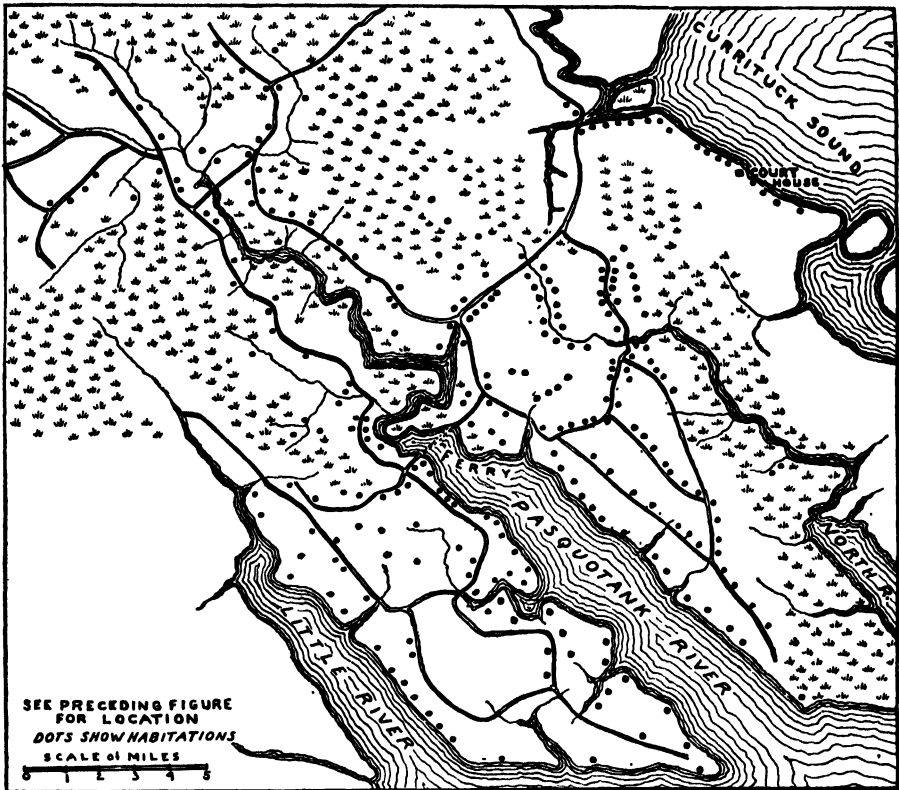 CURRITUCK SOUND
COURT
HOUSE
FERRY
PASQUOTANK RIVER
NORTH R.
LITTLE RIVER
SEE PRECEDING FIGURE
FOR LOCATION
DOTS SHOW HABITATIONS
SCALE of MILES
0 1 2 3 4 5